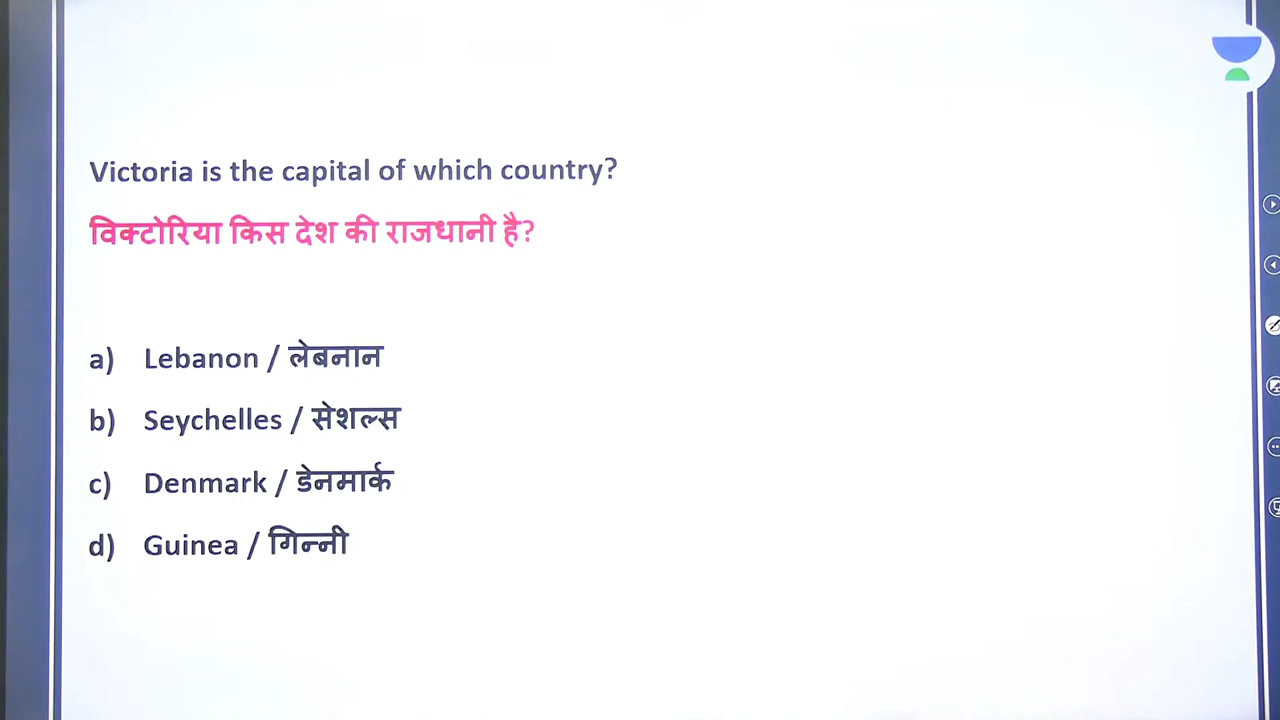 Victoria is the capital of which country?
विक्टोरिया किस देश की राजधानी है?
a) Lebanon / लेबनान
b) Seychelles / सेशल्स
c) Denmark / डेनमार्क
d) Guinea / गिन्नी